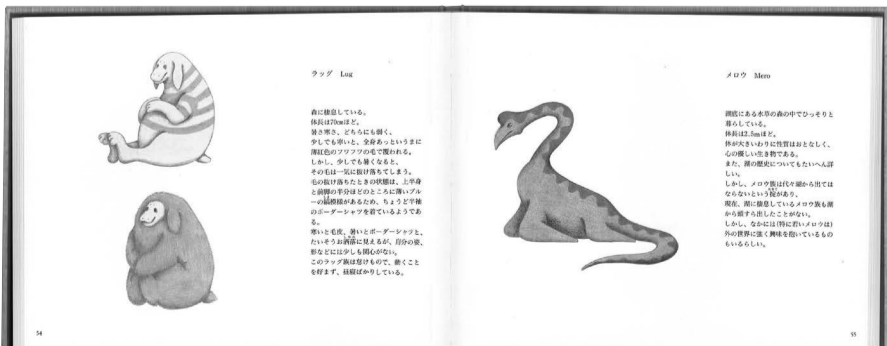 ラッグ Lug
森に棲息している。
体長は70cmほど。
暑さ寒さ、どちらにも弱く、
少しでも寒いと、全身あっというまに
薄紅色のフワフワの毛で覆われる。
しかし、少しでも暑くなると、
その毛は一気に抜け落ちてしまう。
毛の抜け落ちたときの状態は、上半身
と前脚の半分ほどのところに薄いブル
ーの縞模様があるため、ちょうど半袖
のボーダーシャツを着ているようであ
る。
寒いと毛皮、暑いとボーダーシャツと、
たいそうお洒落に見えるが、自分の姿、
形などには少しも関心がない。
このラッグ族は怠けもので、動くこと
を好まず、昼寝ばかりしている。
54
メロウ Mero
湖底にある水草の森の中でひっそりと
暮らしている。
体長は2.5mほど。
体が大きいわりに性質はおとなしく、
心の優しい生き物である。
また、湖の歴史についてもたいへん詳
しい。
しかし、メロウ族は代々湖から出ては
ならないという掟があり、
現在、湖に棲息しているメロウ族も湖
から頭すら出したことがない。
しかし、なかには(特に若いメロウは)
外の世界に強く興味を抱いているもの
もいるらしい。
55